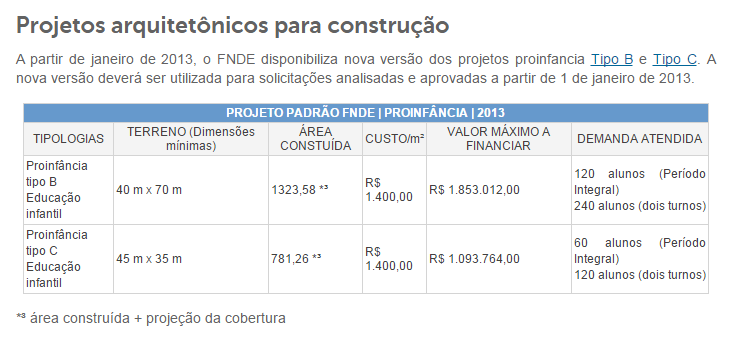 Projetos arquitetônicos para construção
A partir de janeiro de 2013, o FNDE disponibiliza nova versão dos projetos proinfancia Tipo B e Tipo C. A
nova versão deverá ser utilizada para solicitações analisadas e aprovadas a partir de 1 de janeiro de 2013.
PROJETO PADRÃO FNDE | PROINFÂNCIA | 2013
TIPOLOGIAS
TERRENO (Dimensões
mínimas)
ÁREA
CONSTUÍDA
CUSTO/m²
VALOR MÁXIMO A
FINANCIAR
DEMANDA ATENDIDA
Proinfância
tipo B
Educação
infantil
40 m x 70 m
1323,58 *³
R$
1.400,00
R$ 1.853.012,00
120 alunos (Período
Integral)
240 alunos (dois turnos)
Proinfância
tipo C
Educação
infantil
45 m x 35 m
781,26 *³
R$
1.400,00
R$ 1.093.764,00
60 alunos (Período
Integral)
120 alunos (dois turnos)
*³ área construída + projeção da cobertura